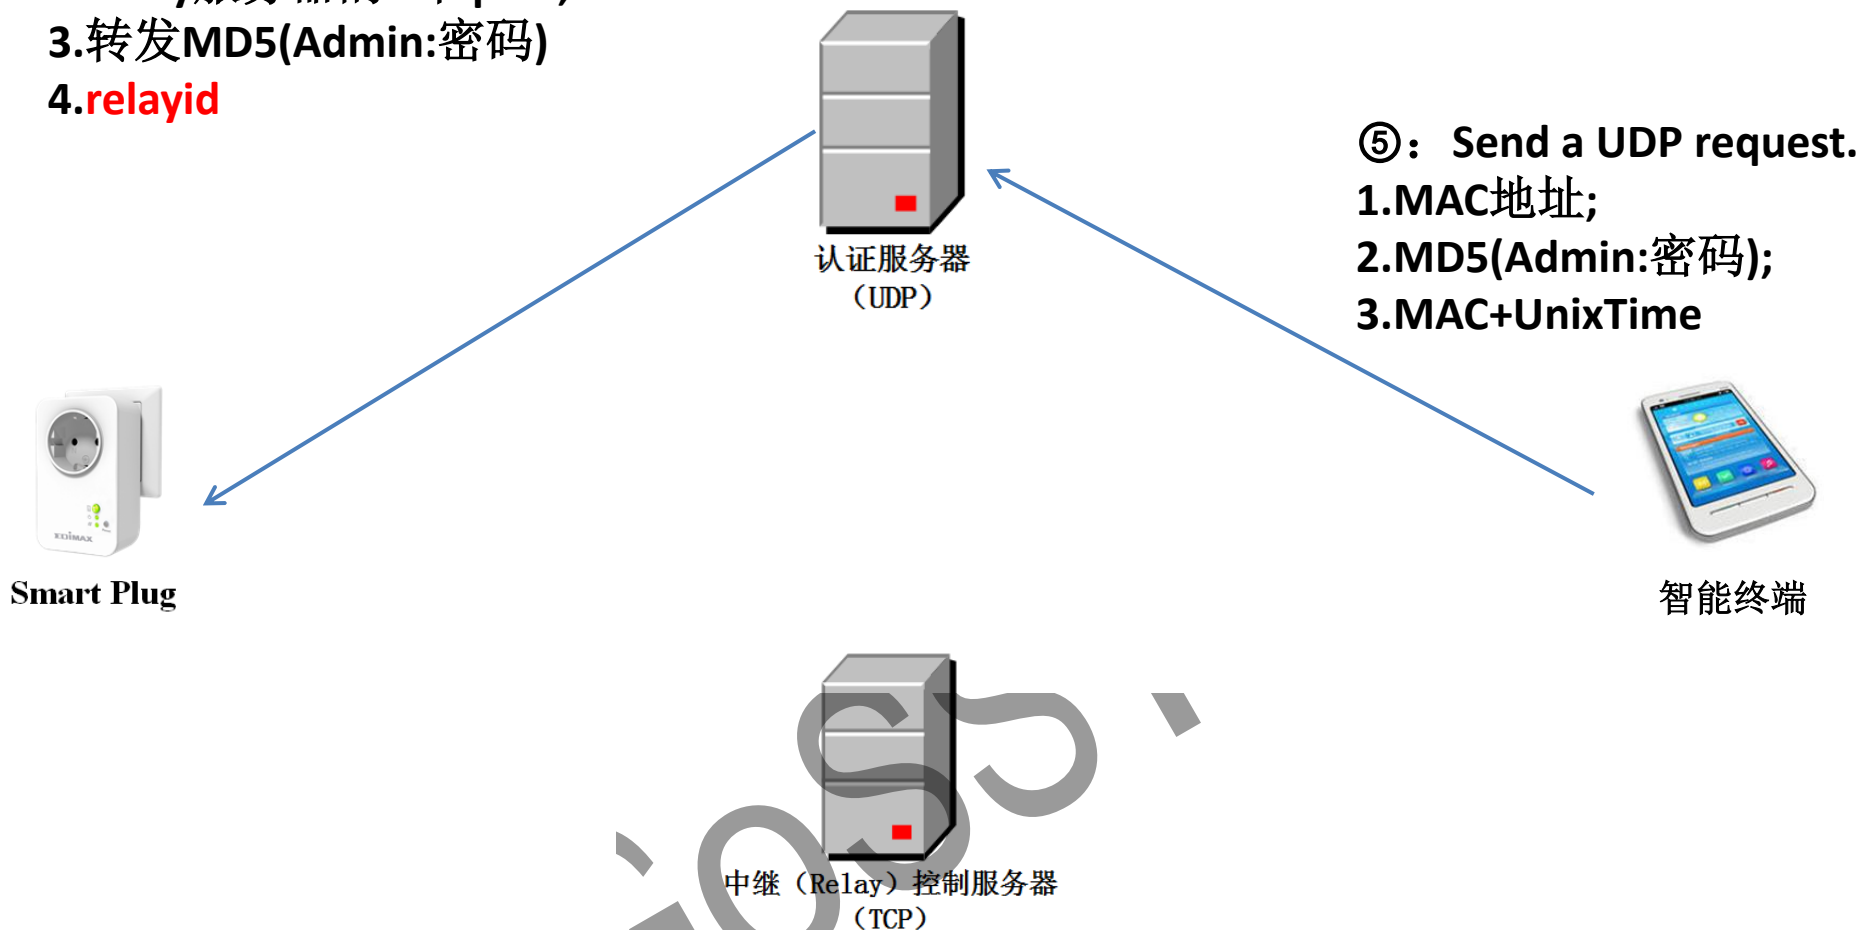 3.转发MD5(Admin:密码)
4.relayid
⑤： Send a UDP request.
1.MAC地址;
2.MD5(Admin:密码);
3.MAC+UnixTime
认证服务器
（UDP）
EDIMAX
Smart Plug
智能终端
中继（Relay）控制服务器
（TCP）